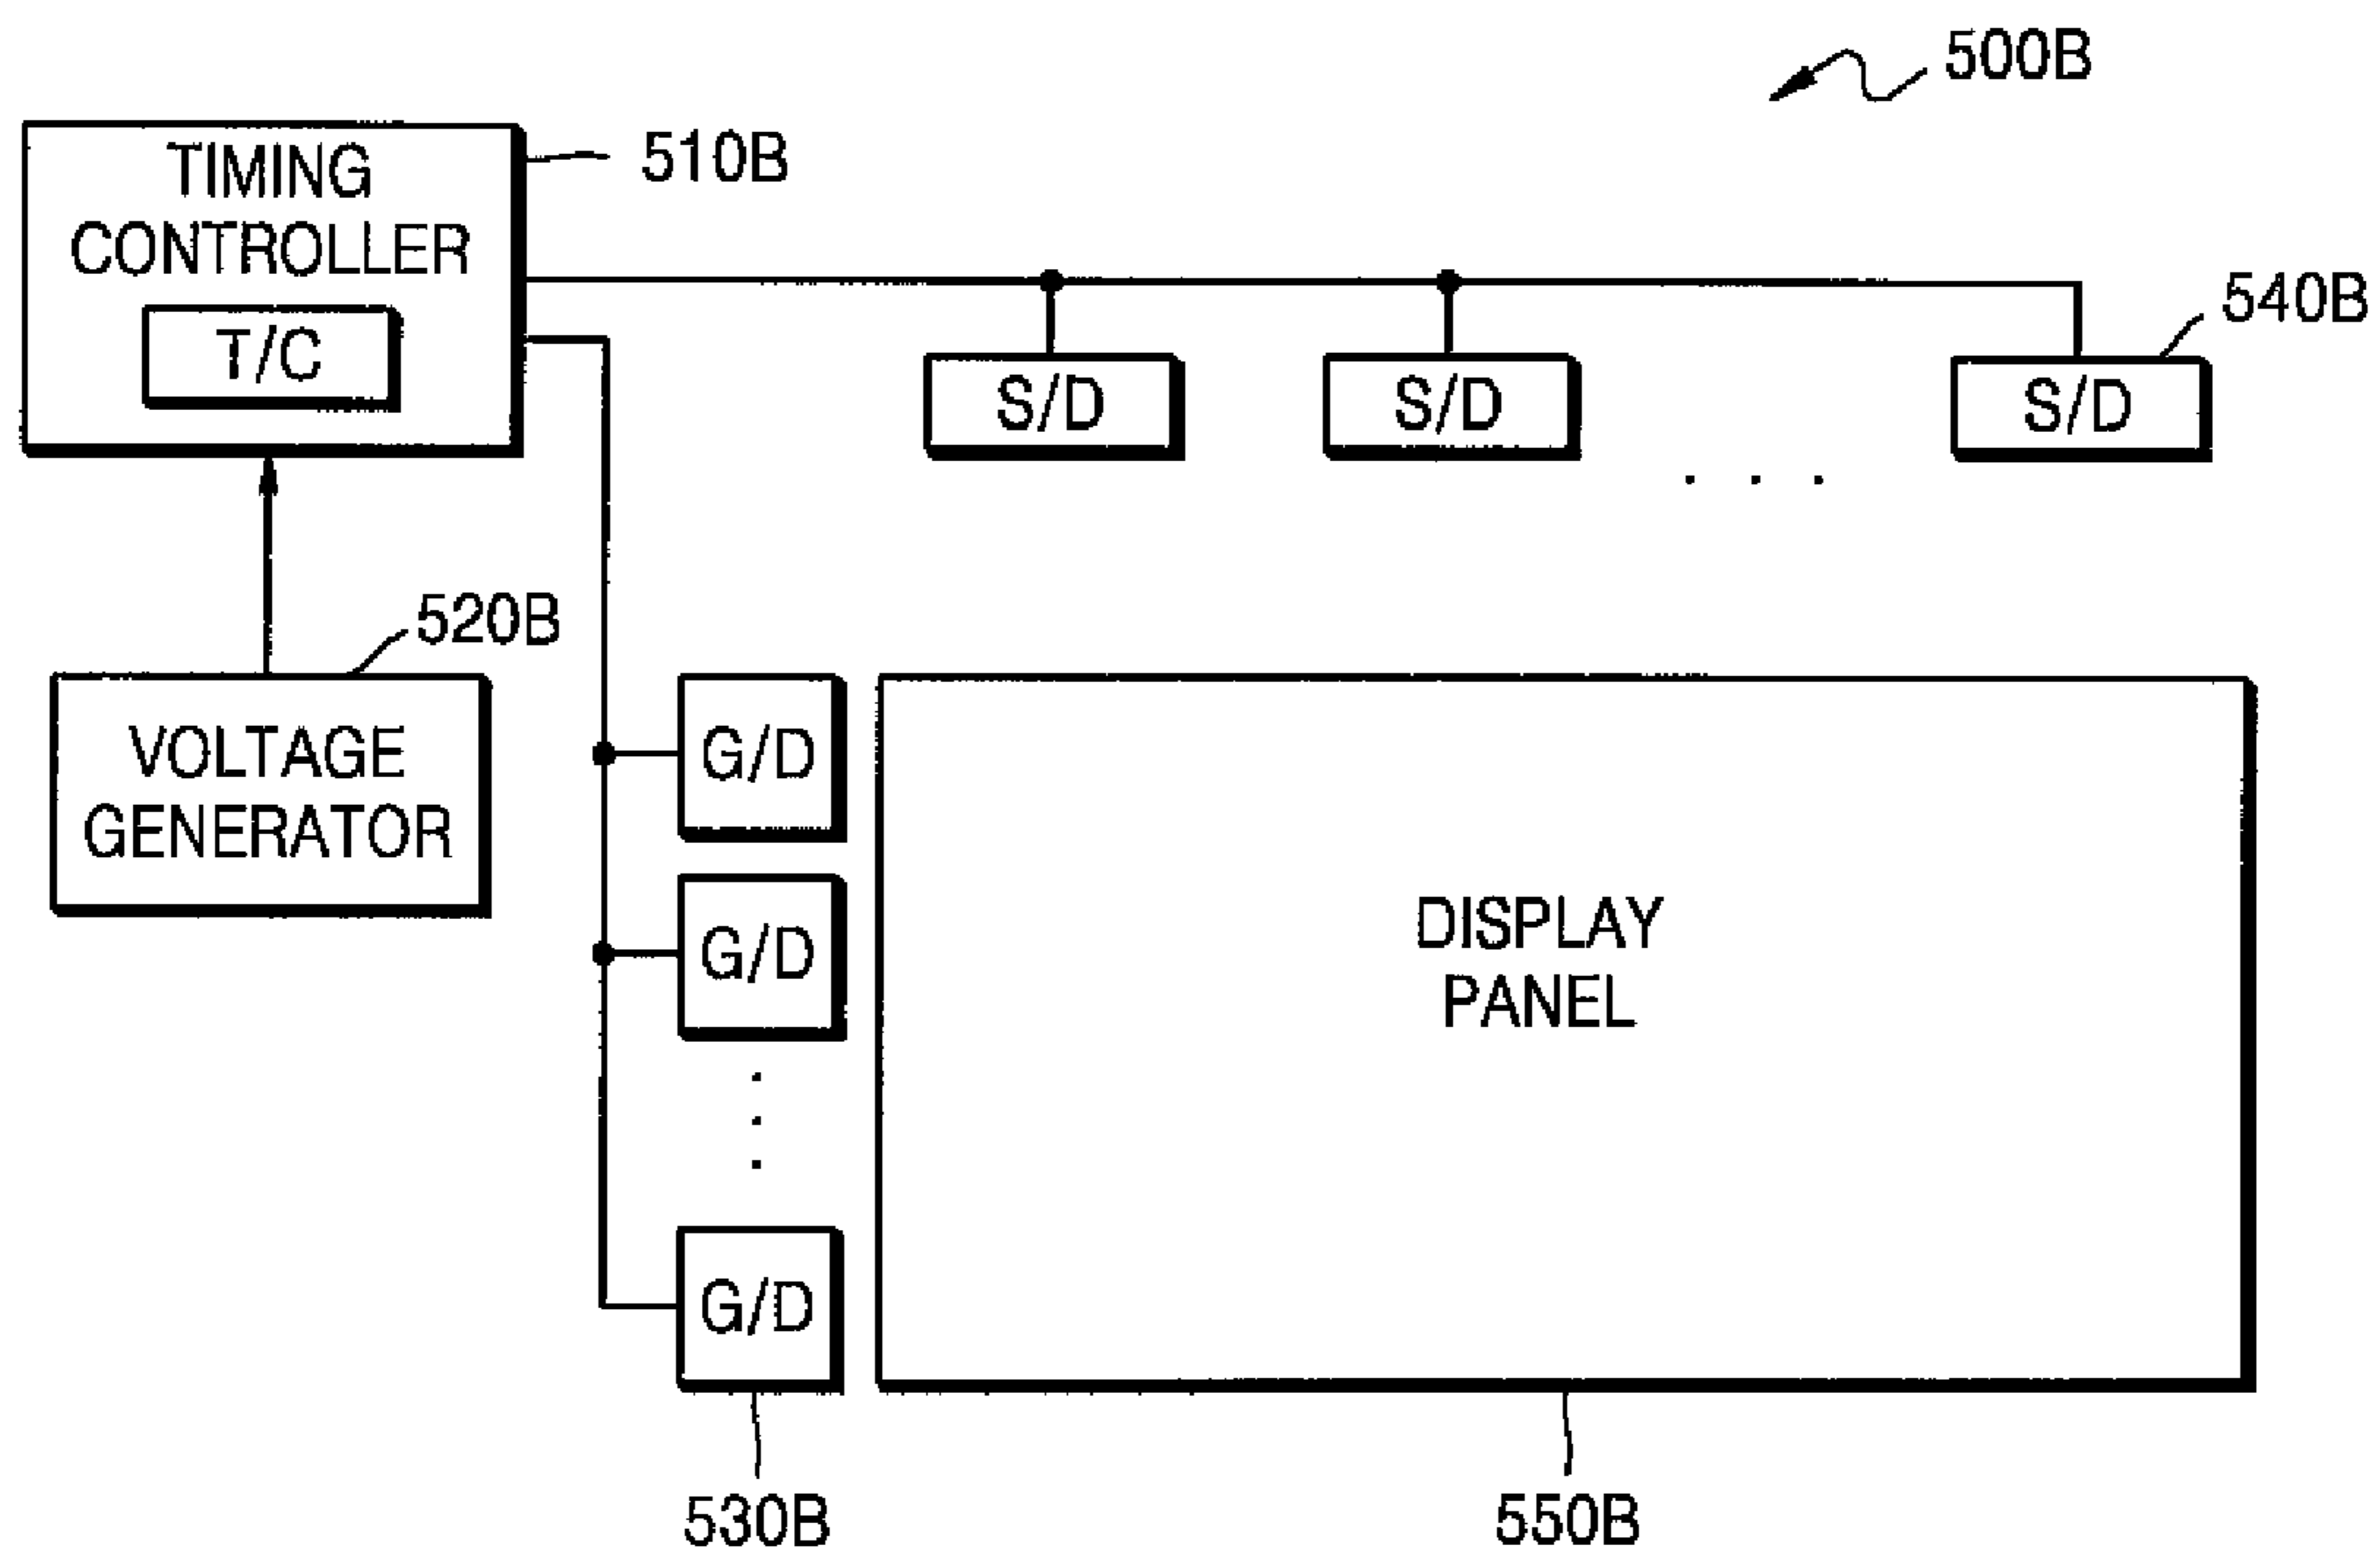 500B
TIMING
CONTROLLER
T/C
510B
540B
S/D
S/D
S/D
. . .
520B
VOLTAGE
GENERATOR
G/D
G/D
G/D
DISPLAY
PANEL
530B
550B